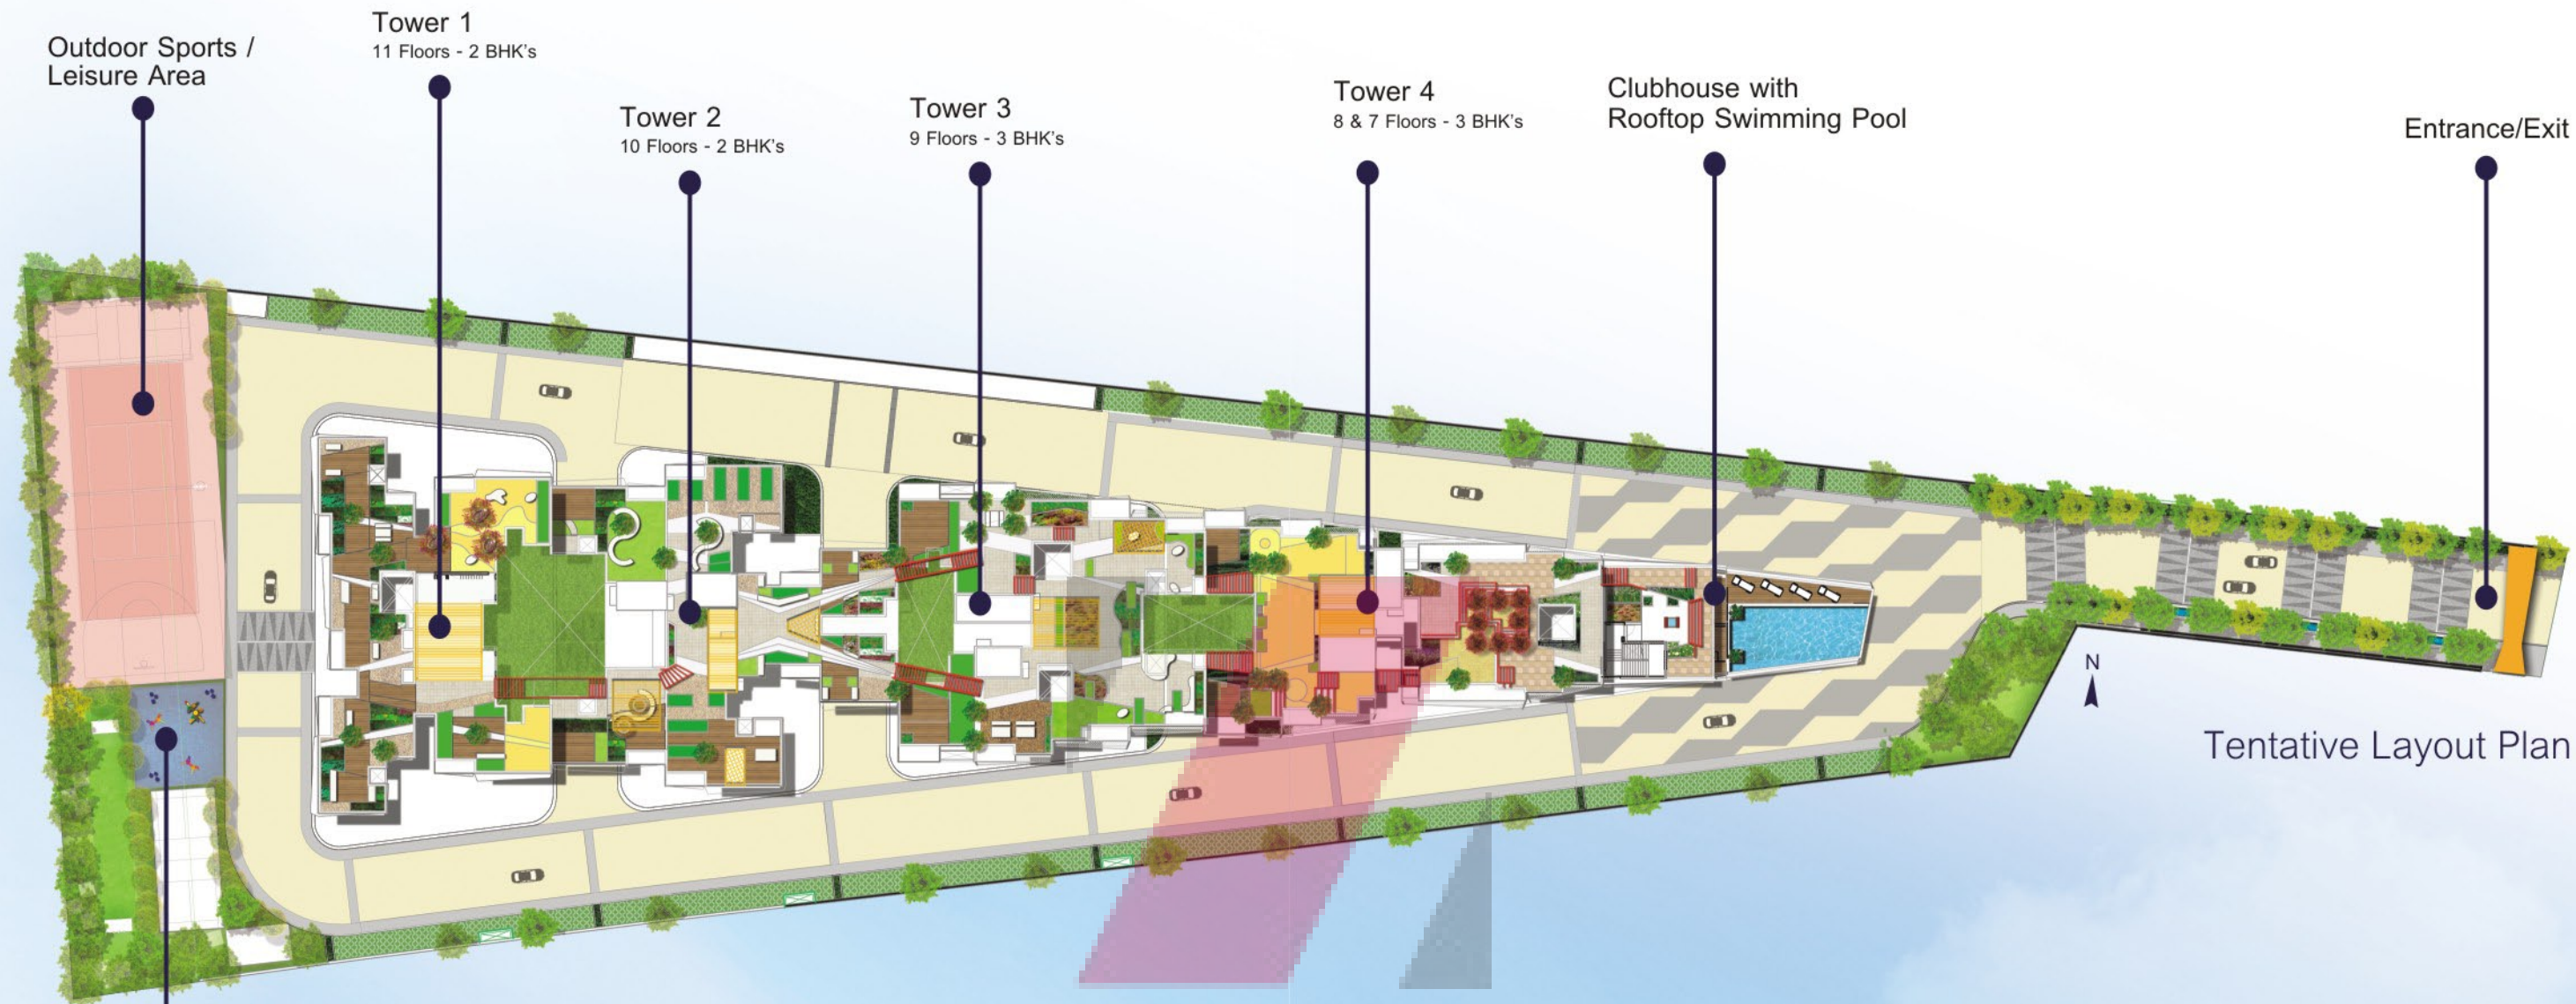 Outdoor Sports /
Leisure Area
Tower 1
11 Floors - 2 BHK's
Tower 2
10 Floors - 2 BHK's
Tower 3
9 Floors - 3 BHK's
Tower 4
8 & 7 Floors - 3 BHK's
Clubhouse with
Rooftop Swimming Pool
Entrance/Exit
N
Tentative Layout Plan